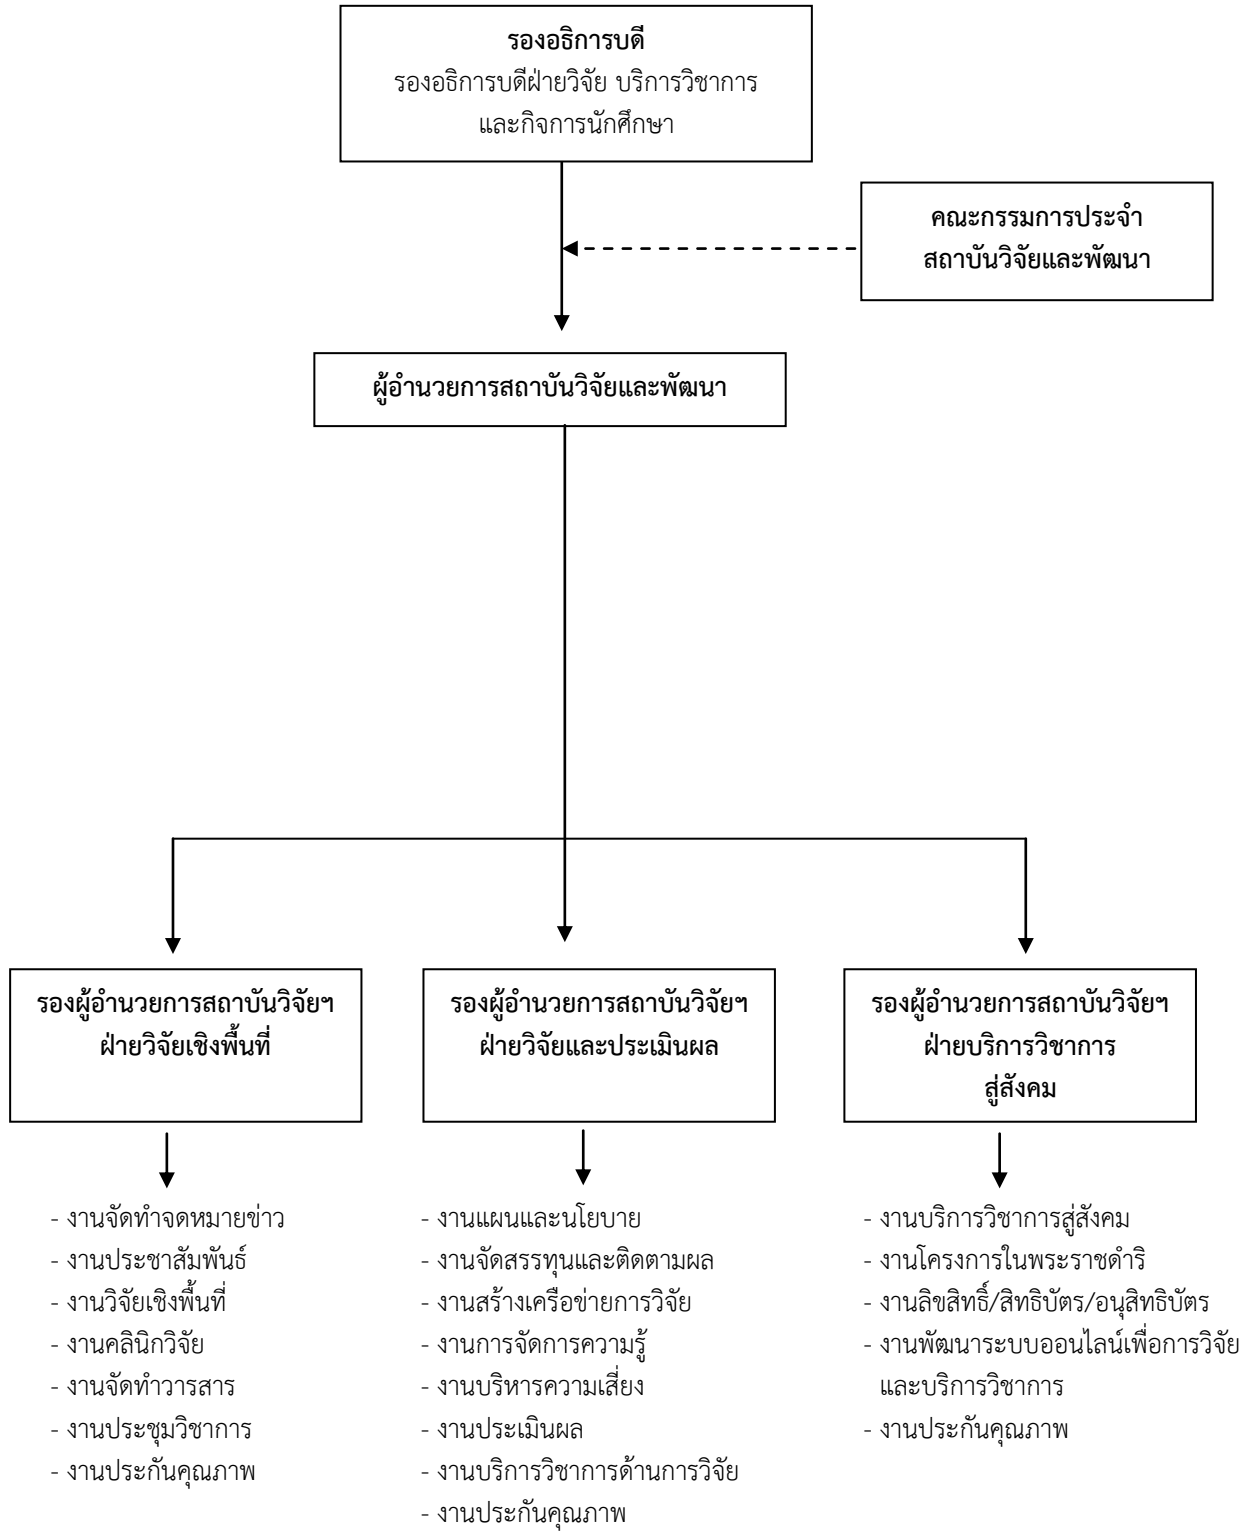 รองอธิการบดี
รองอธิการบดีฝ่ายวิจัย บริการวิชาการ
และกิจการนักศึกษา
คณะกรรมการประจำ
สถาบันวิจัยและพัฒนา
ผู้อำนวยการสถาบันวิจัยและพัฒนา
รองผู้อำนวยการสถาบันวิจัยฯ
ฝ่ายวิจัยเชิงพื้นที่
รองผู้อำนวยการสถาบันวิจัยฯ
ฝ่ายวิจัยและประเมินผล
รองผู้อำนวยการสถาบันวิจัยฯ
ฝ่ายบริการวิชาการ
สู่สังคม
- งานจัดทำจดหมายข่าว
- งานประชาสัมพันธ์
- งานวิจัยเชิงพื้นที่
- งานคลินิกวิจัย
- งานจัดทำวารสาร
- งานประชุมวิชาการ
- งานประกันคุณภาพ
- งานแผนและนโยบาย
- งานจัดสรรทุนและติดตามผล
- งานสร้างเครือข่ายการวิจัย
- งานการจัดการความรู้
- งานบริหารความเสี่ยง
- งานประเมินผล
- งานบริการวิชาการด้านการวิจัย
- งานประกันคุณภาพ
- งานบริการวิชาการสู่สังคม
- งานโครงการในพระราชดำริ
- งานลิขสิทธิ์/สิทธิบัตร/อนุสิทธิบัตร
- งานพัฒนาระบบออนไลน์เพื่อการวิจัย
และบริการวิชาการ
- งานประกันคุณภาพ